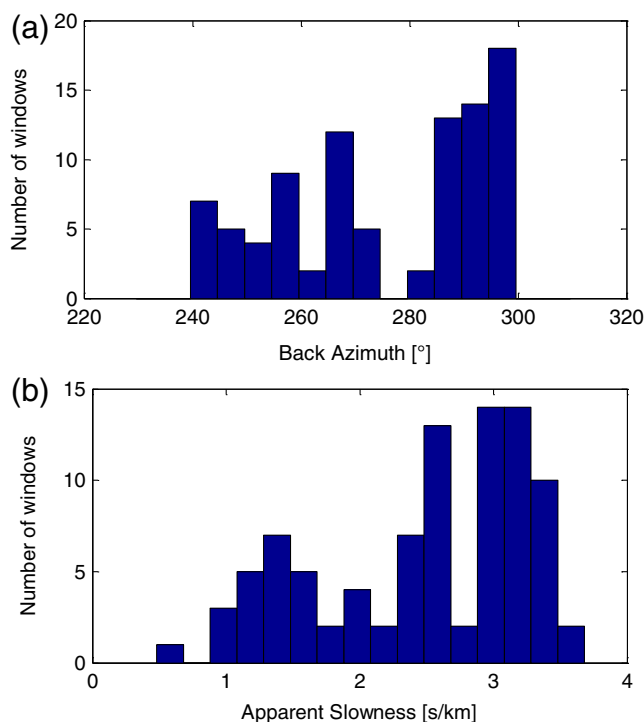 (a)
Number of windows
20
15
10
5
0
220 240 260 280 300 320
Back Azimuth [°]
(b)
Number of windows
15
10
5
0
0 1 2 3 4
Apparent Slowness [s/km]